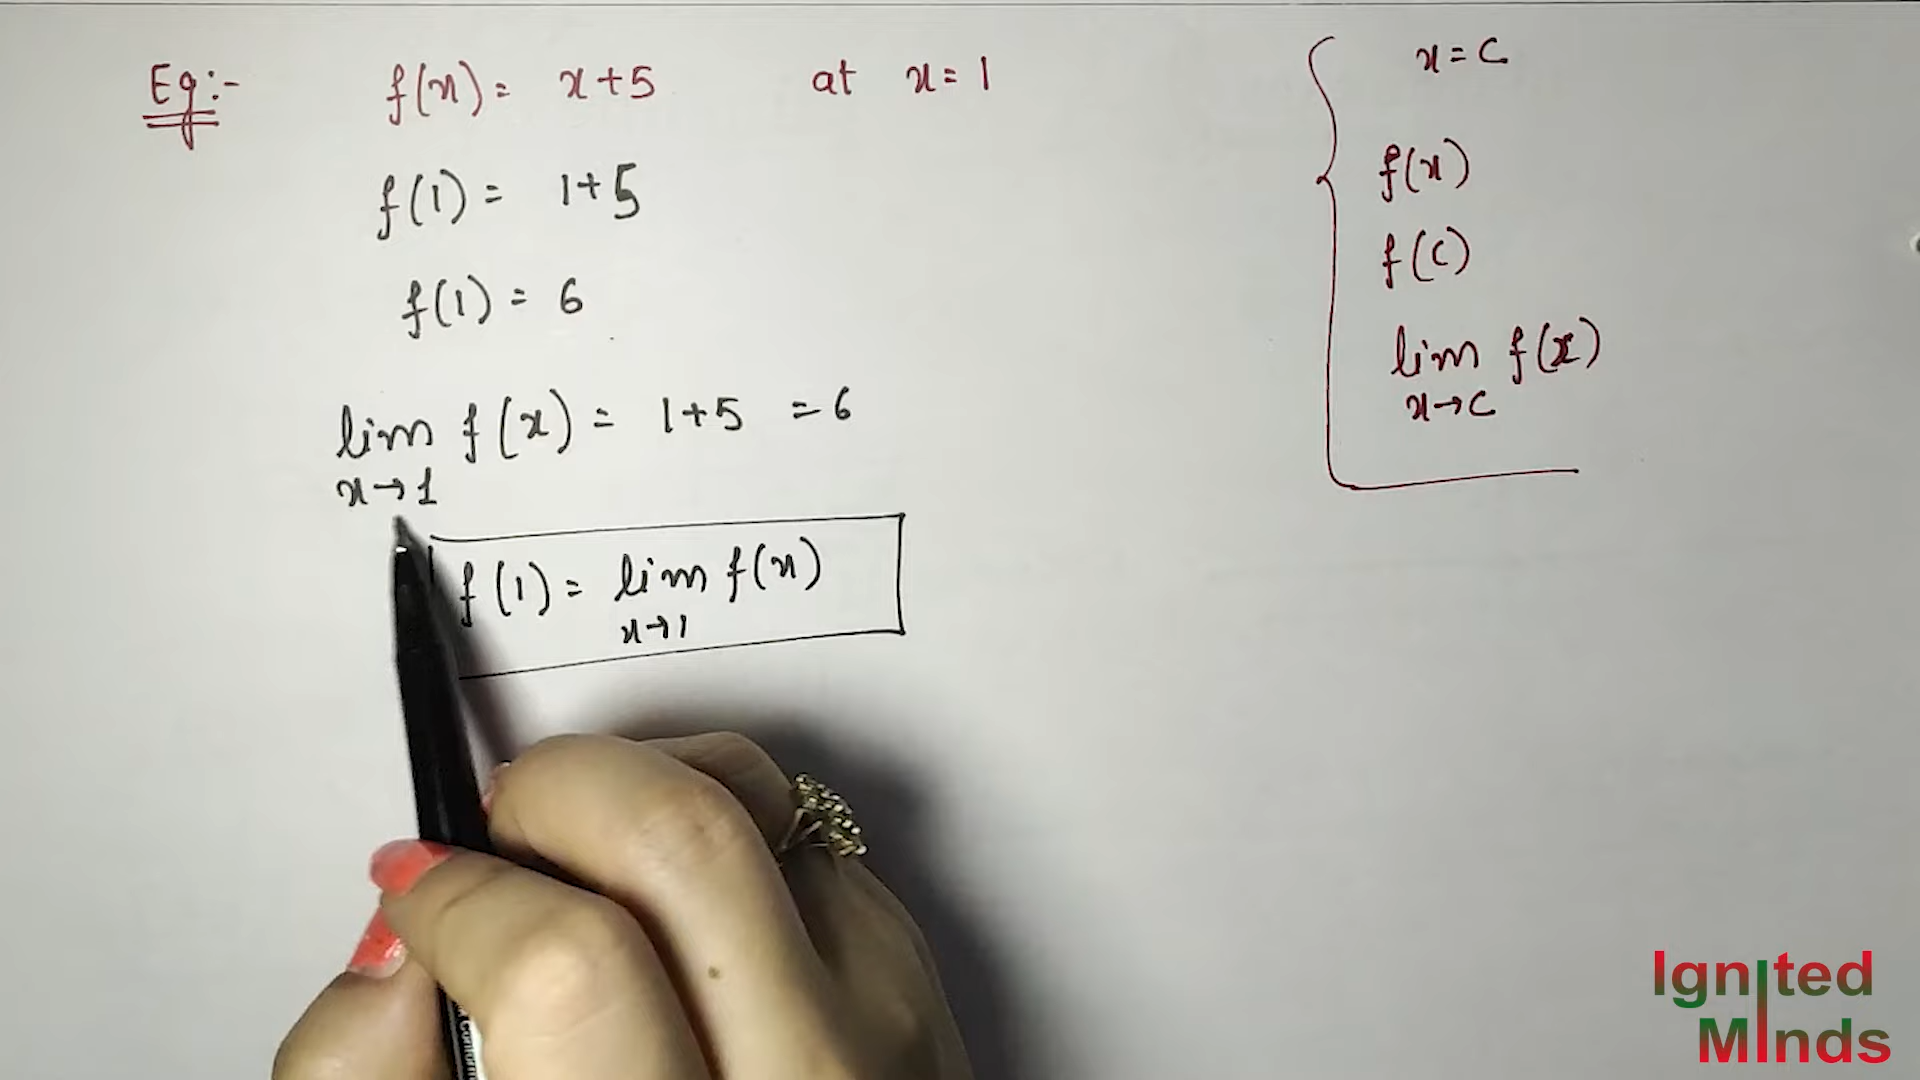 Eg:- f(x) = x+5 at x=1
f(1) = 1+5
f(1) = 6
lim f(x) = 1+5 = 6
x→1
f(1) = lim f(x)
x→1
x = C
f(x)
f(C)
lim f(x)
x→C
Ignited
Minds